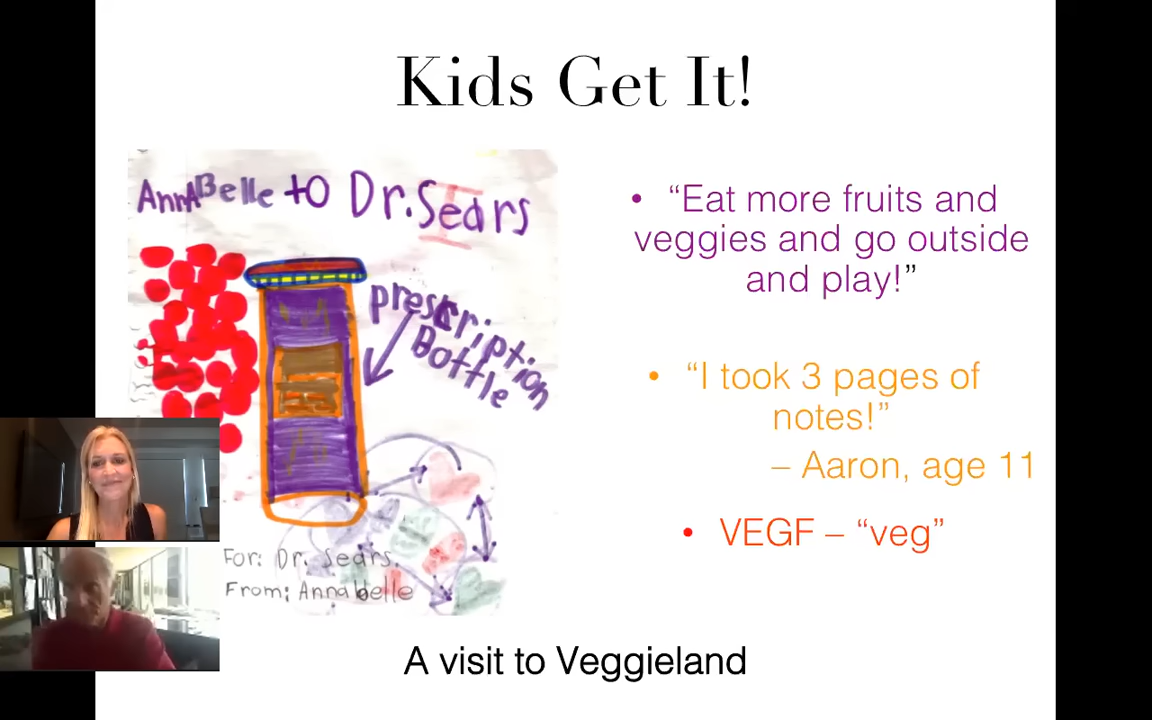 Kids Get It!
AnnABelle to Dr. Sears
prescription
Bottle
For: Dr. Sears.
From: Annabelle
• “Eat more fruits and
veggies and go outside
and play!”
• “I took 3 pages of
notes!”
– Aaron, age 11
• VEGF – “veg”
A visit to Veggieland